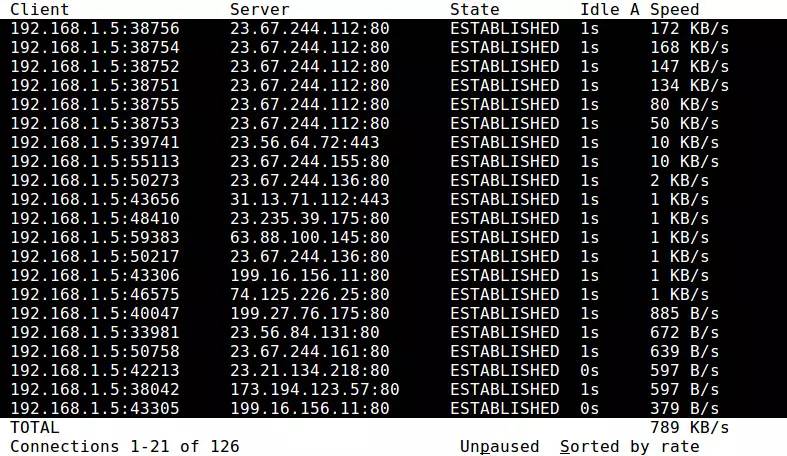 Client Server State Idle A Speed
192.168.1.5:38756 23.67.244.112:80 ESTABLISHED 1s 172 KB/s
192.168.1.5:38754 23.67.244.112:80 ESTABLISHED 1s 168 KB/s
192.168.1.5:38752 23.67.244.112:80 ESTABLISHED 1s 147 KB/s
192.168.1.5:38751 23.67.244.112:80 ESTABLISHED 1s 134 KB/s
192.168.1.5:38755 23.67.244.112:80 ESTABLISHED 1s 80 KB/s
192.168.1.5:38753 23.67.244.112:80 ESTABLISHED 1s 50 KB/s
192.168.1.5:39741 23.56.64.72:443 ESTABLISHED 1s 10 KB/s
192.168.1.5:55113 23.67.244.155:80 ESTABLISHED 1s 10 KB/s
192.168.1.5:50273 23.67.244.136:80 ESTABLISHED 1s 2 KB/s
192.168.1.5:43656 31.13.71.112:443 ESTABLISHED 1s 1 KB/s
192.168.1.5:48410 23.235.39.175:80 ESTABLISHED 1s 1 KB/s
192.168.1.5:59383 63.88.100.145:80 ESTABLISHED 1s 1 KB/s
192.168.1.5:50217 23.67.244.136:80 ESTABLISHED 1s 1 KB/s
192.168.1.5:43306 199.16.156.11:80 ESTABLISHED 1s 1 KB/s
192.168.1.5:46575 74.125.226.25:80 ESTABLISHED 1s 1 KB/s
192.168.1.5:40047 199.27.76.175:80 ESTABLISHED 1s 885 B/s
192.168.1.5:33981 23.56.84.131:80 ESTABLISHED 1s 672 B/s
192.168.1.5:50758 23.67.244.161:80 ESTABLISHED 1s 639 B/s
192.168.1.5:42213 23.21.134.218:80 ESTABLISHED 0s 597 B/s
192.168.1.5:38042 173.194.123.57:80 ESTABLISHED 1s 597 B/s
192.168.1.5:43305 199.16.156.11:80 ESTABLISHED 0s 379 B/s
TOTAL 789 KB/s
Connections 1-21 of 126 Unpaused Sorted by rate